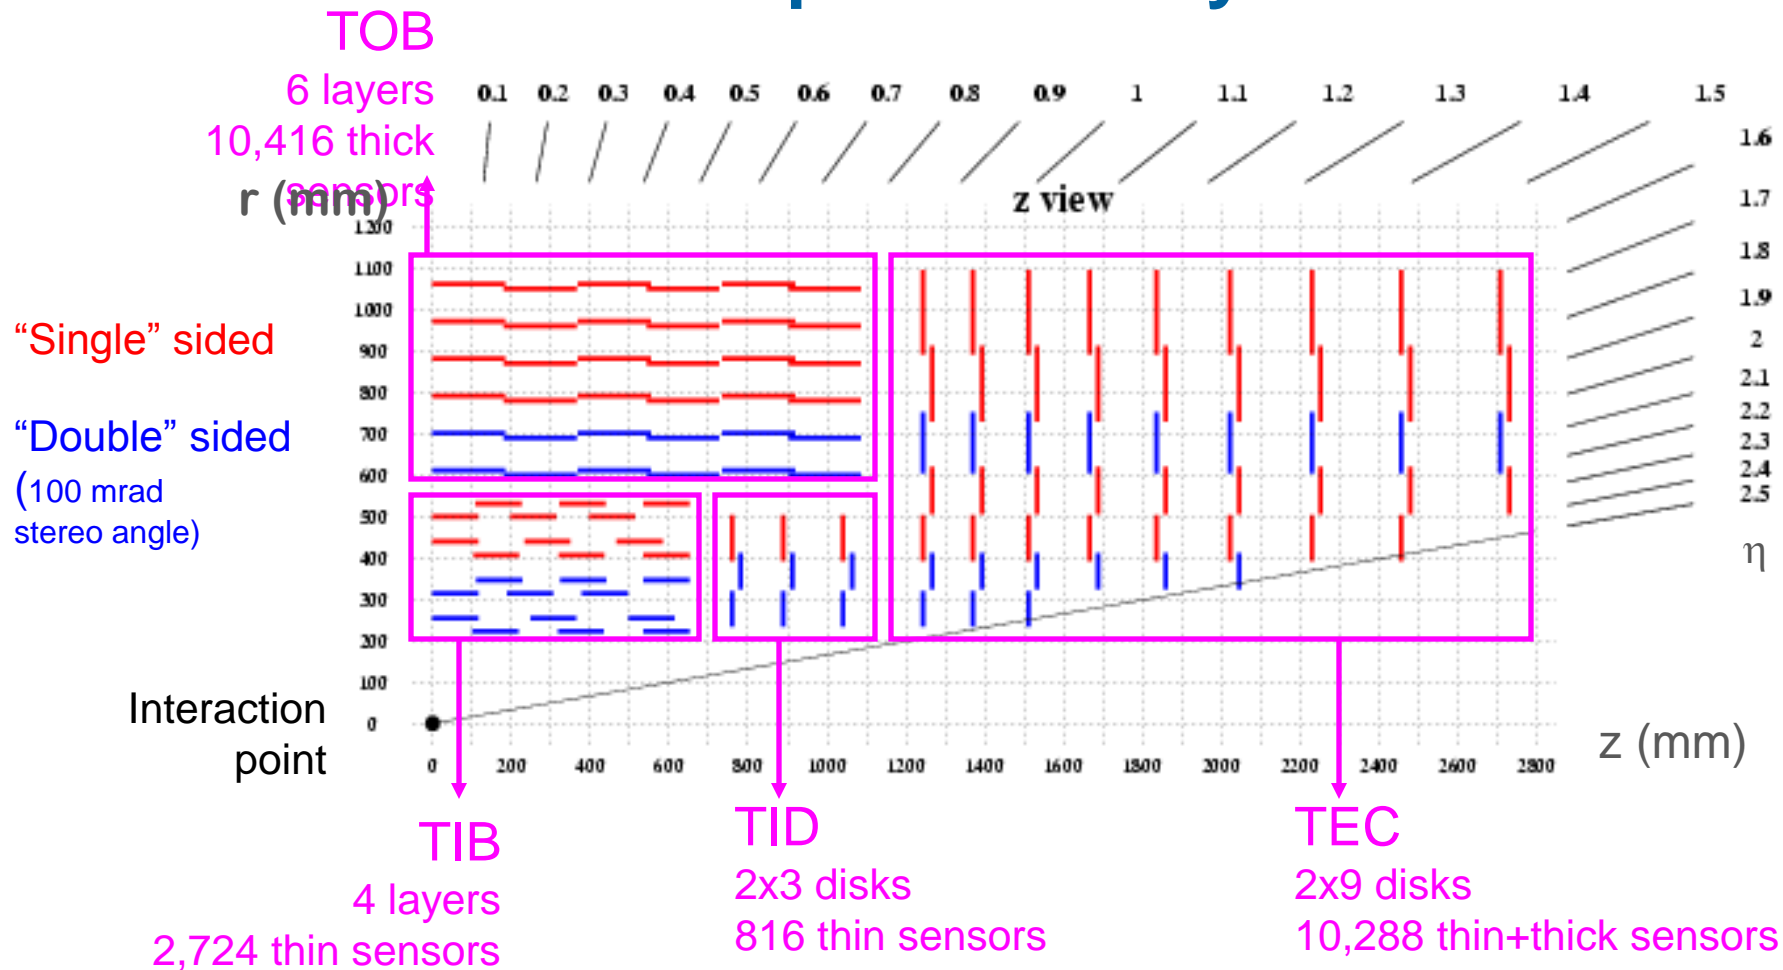 TOB
6 layers
10,416 thick
sensors
0.1 0.2 0.3 0.4 0.5 0.6 0.7 0.8 0.9 1 1.1 1.2 1.3 1.4 1.5
1.6
1.7
1.8
1.9
2
2.1
2.2
2.3
2.4
2.5
η
r (mm)
z view
1200
1100
1000
900
800
700
600
500
400
300
200
100
0
"Single" sided
"Double" sided
(100 mrad
stereo angle)
Interaction
point
0 200 400 600 800 1000 1200 1400 1600 1800 2000 2200 2400 2600 2800
z (mm)
TIB
4 layers
2,724 thin sensors
TID
2x3 disks
816 thin sensors
TEC
2x9 disks
10,288 thin+thick sensors